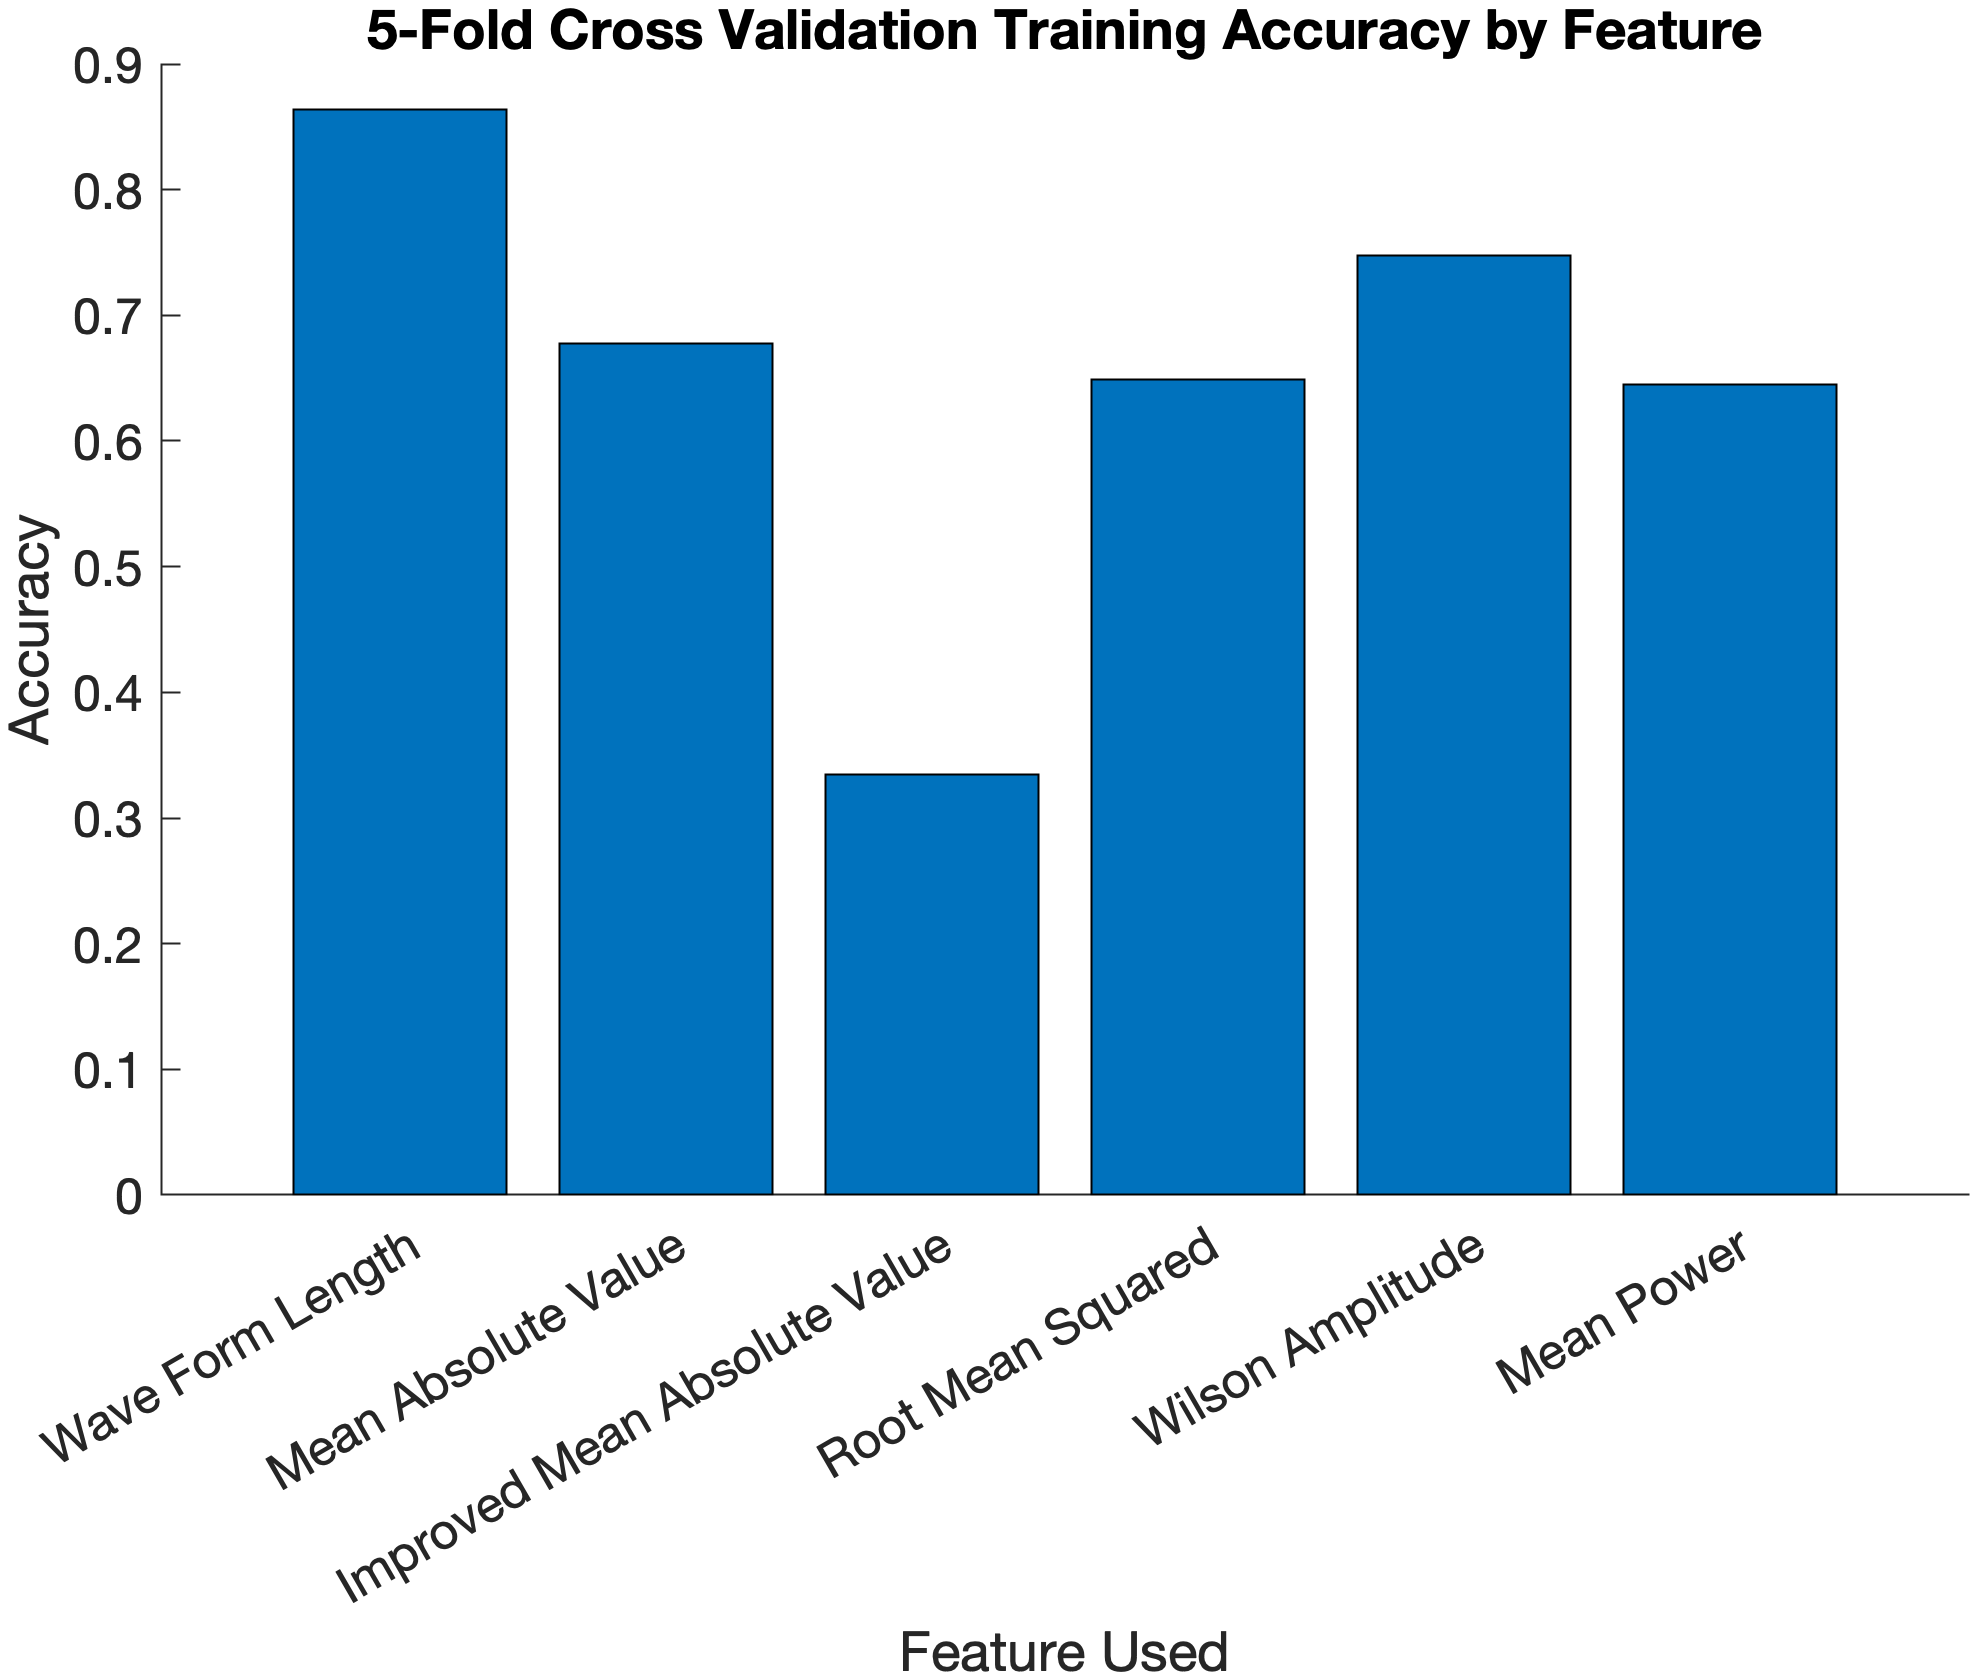 5-Fold Cross Validation Training Accuracy by Feature
0.9
0.8
0.7
0.6
0.5
0.4
0.3
0.2
0.1
0
Accuracy
Wave Form Length
Mean Absolute Value
Improved Mean Absolute Value
Root Mean Squared
Wilson Amplitude
Mean Power
Feature Used